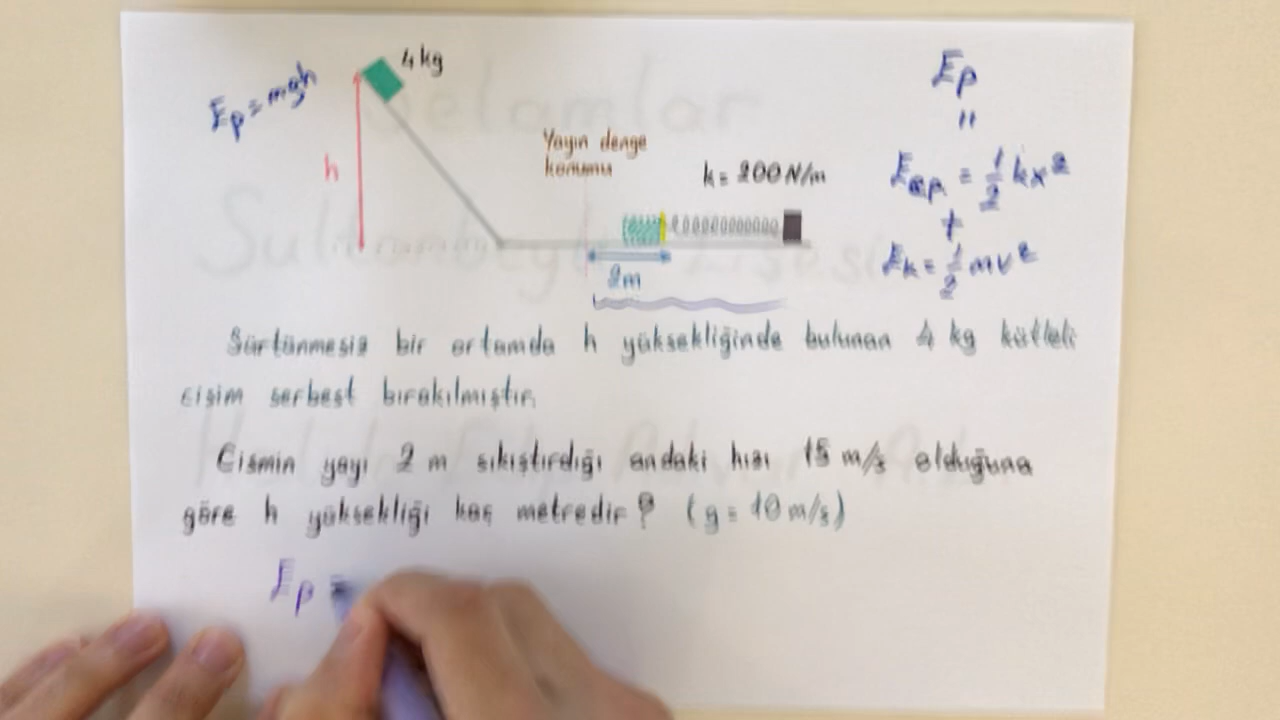 4 kg
Ep = mgh
Ep
=
h
Yayın denge
konumu
k = 200 N/m
Eep = 1/2 kx²
+
Ek = 1/2 mv²
2m
Sürtünmesiz bir ortamda h yüksekliğinde bulunan 4 kg kütleli
cisim serbest bırakılmıştır.
Cismin yayı 2 m sıkıştırdığı andaki hızı 15 m/s olduğuna
göre h yüksekliği kaç metredir? (g = 10 m/s)
Ep =